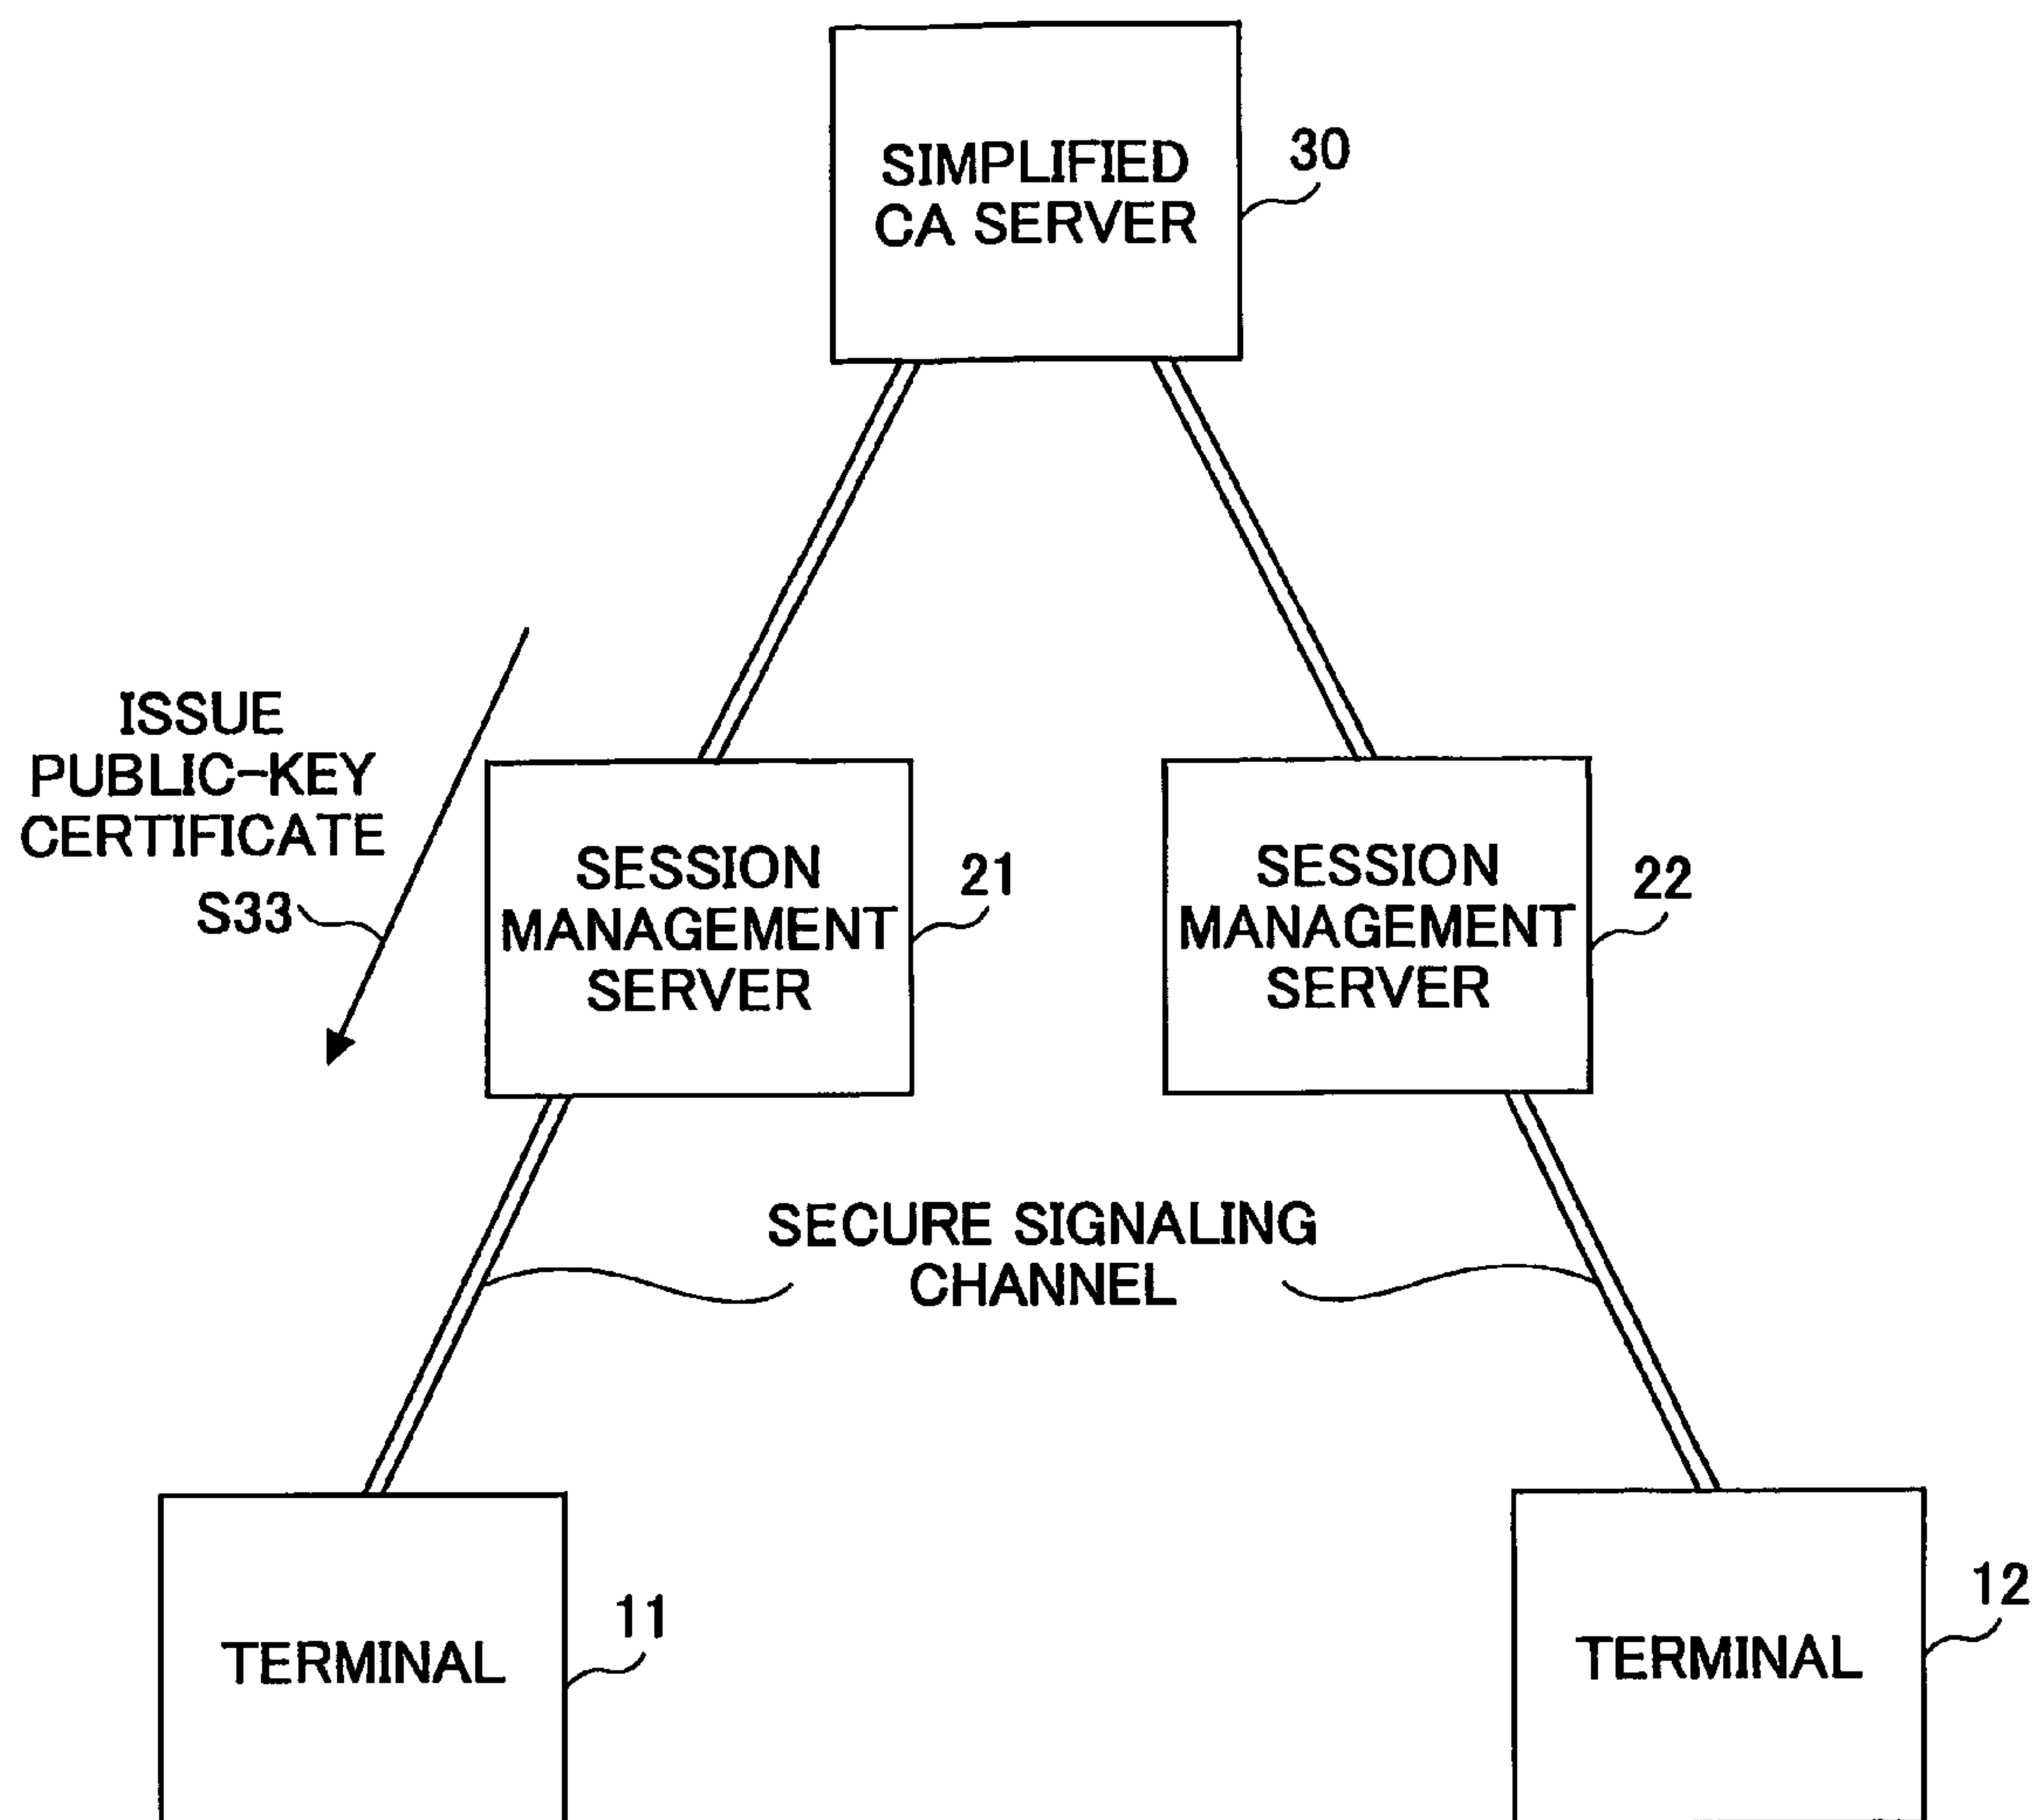 SIMPLIFIED
CA SERVER
30
ISSUE
PUBLIC-KEY
CERTIFICATE
S33
SESSION
MANAGEMENT
SERVER
21
SESSION
MANAGEMENT
SERVER
22
SECURE SIGNALING
CHANNEL
TERMINAL
11
TERMINAL
12